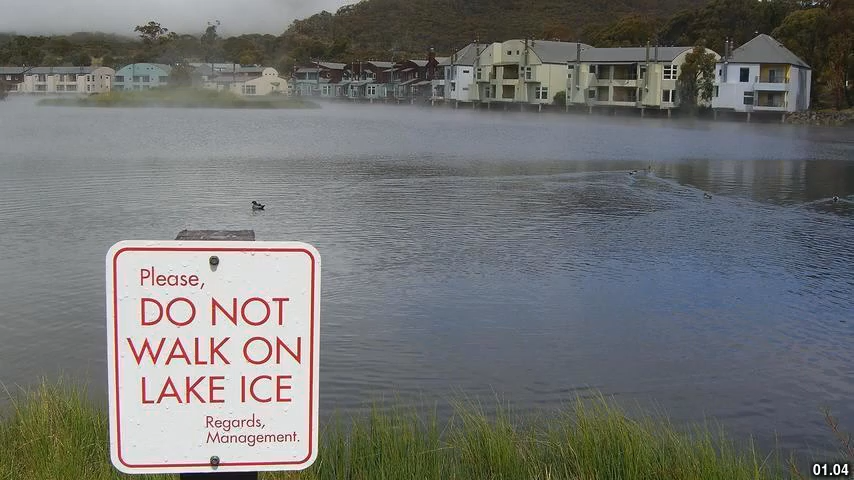 Please,
DO NOT
WALK ON
LAKE ICE
Regards,
Management.
01.04